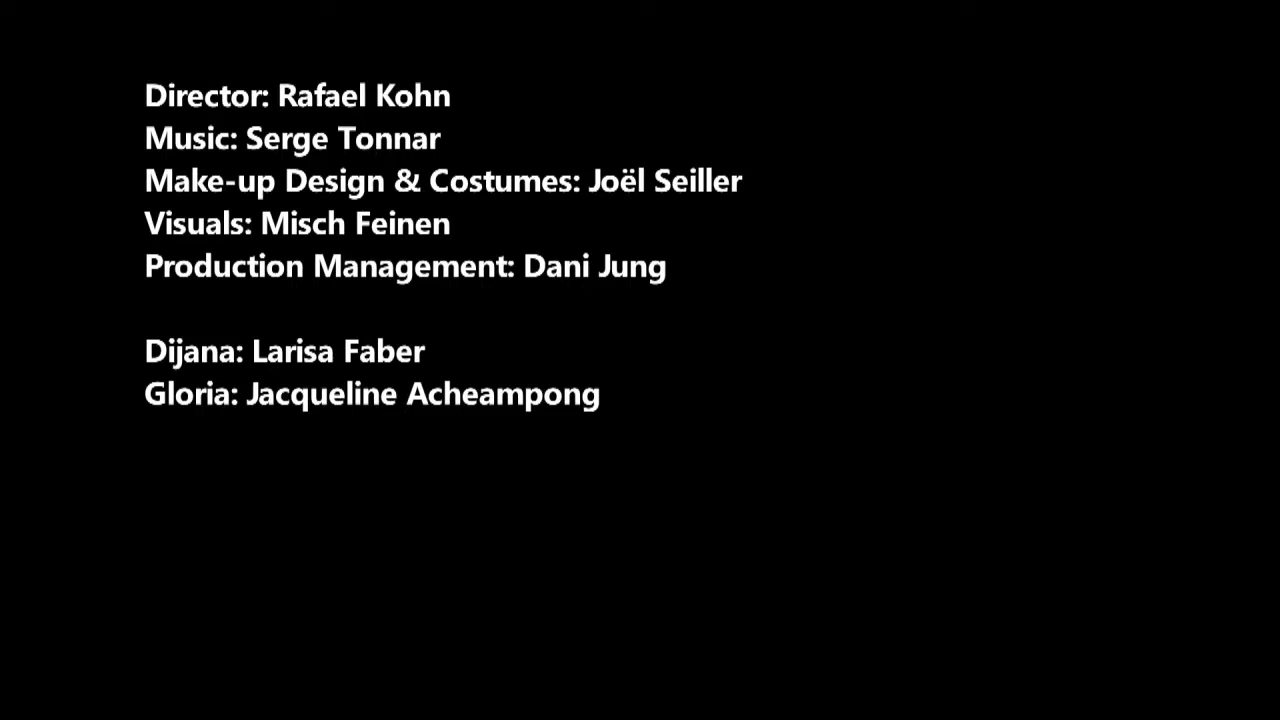 Director: Rafael Kohn
Music: Serge Tonnar
Make-up Design & Costumes: Joël Seiller
Visuals: Misch Feinen
Production Management: Dani Jung
Dijana: Larisa Faber
Gloria: Jacqueline Acheampong